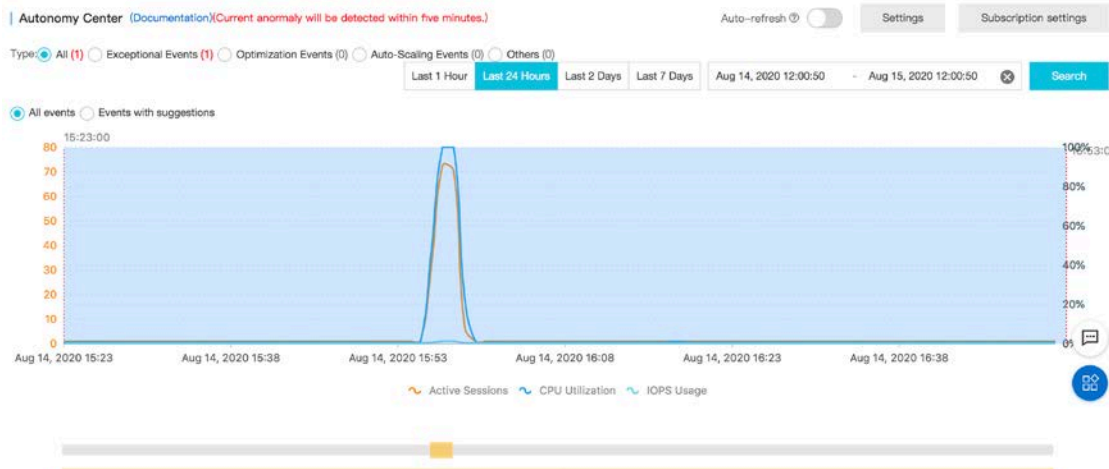 Autonomy Center (Documentation)(Current anormaly will be detected within five minutes.) Auto-refresh Settings Subscription settings
Type: All (1) Exceptional Events (1) Optimization Events (0) Auto-Scaling Events (0) Others (0)
Last 1 Hour Last 24 Hours Last 2 Days Last 7 Days Aug 14, 2020 12:00:50 - Aug 15, 2020 12:00:50 Search
All events Events with suggestions
15:23:00
80 100%
70
60 80%
50 60%
40
30 40%
20 20%
10
0 0%
Aug 14, 2020 15:23 Aug 14, 2020 15:38 Aug 14, 2020 15:53 Aug 14, 2020 16:08 Aug 14, 2020 16:23 Aug 14, 2020 16:38
Active Sessions CPU Utilization IOPS Usage